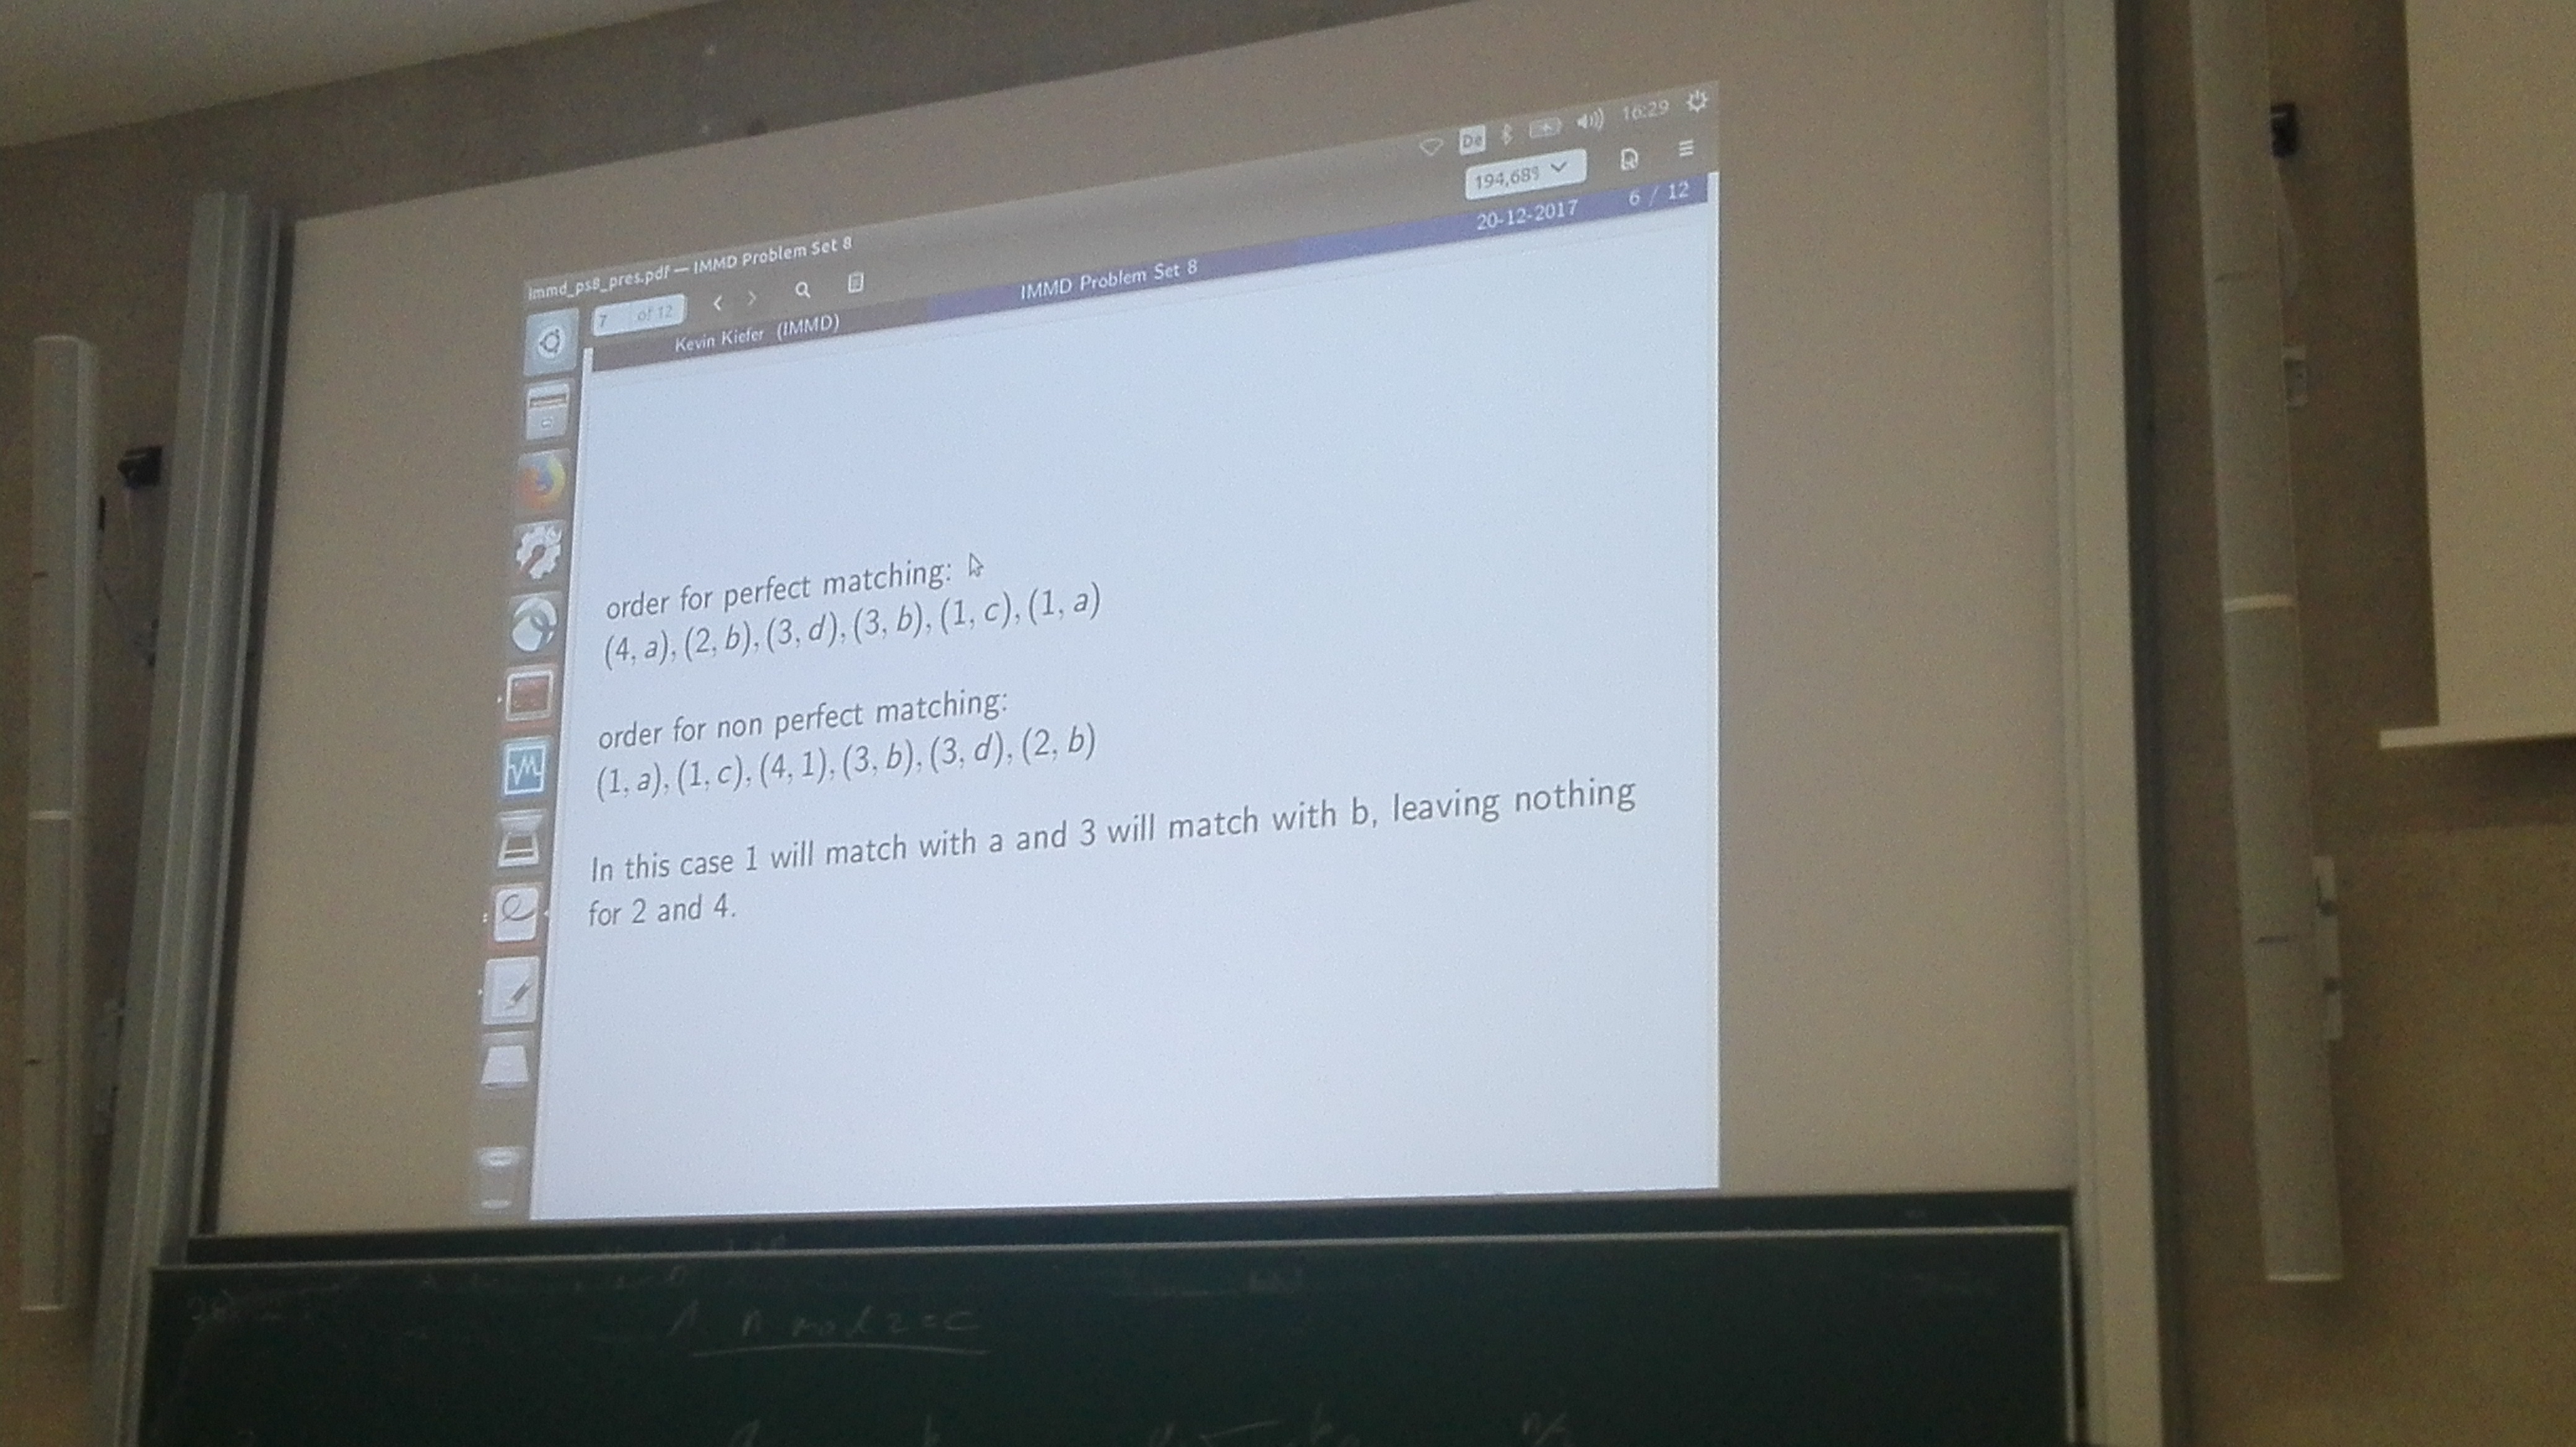 immd_ps8_pres.pdf — IMMD Problem Set 8
De 16:29
7 of 12
194,68%
Kevin Kiefer (IMMD) IMMD Problem Set 8 20-12-2017 6 / 12
order for perfect matching:
(4, a), (2, b), (3, d), (3, b), (1, c), (1, a)
order for non perfect matching:
(1, a), (1, c), (4, 1), (3, b), (3, d), (2, b)
In this case 1 will match with a and 3 will match with b, leaving nothing
for 2 and 4.
n mod 2 = c